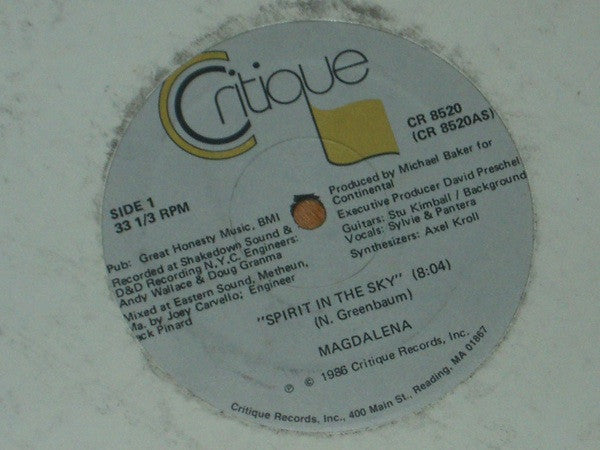 Critique
CR 8520
(CR 8520AS)
SIDE 1
33 1/3 RPM
Produced by Michael Baker for
Continental
Executive Producer David Preschel
Guitars: Stu Kimball / Background
Vocals: Sylvie & Pantera
Synthesizers: Axel Kroll
Pub: Great Honesty Music, BMI
Recorded at Shakedown Sound &
D&D Recording N.Y.C. Engineers:
Andy Wallace & Doug Granma
Mixed at Eastern Sound, Metheun,
Ma. by Joey Carvello; Engineer
ck Pinard
"SPIRIT IN THE SKY" (8:04)
(N. Greenbaum)
MAGDALENA
℗ © 1986 Critique Records, Inc.
Critique Records, Inc., 400 Main St., Reading, MA 01867